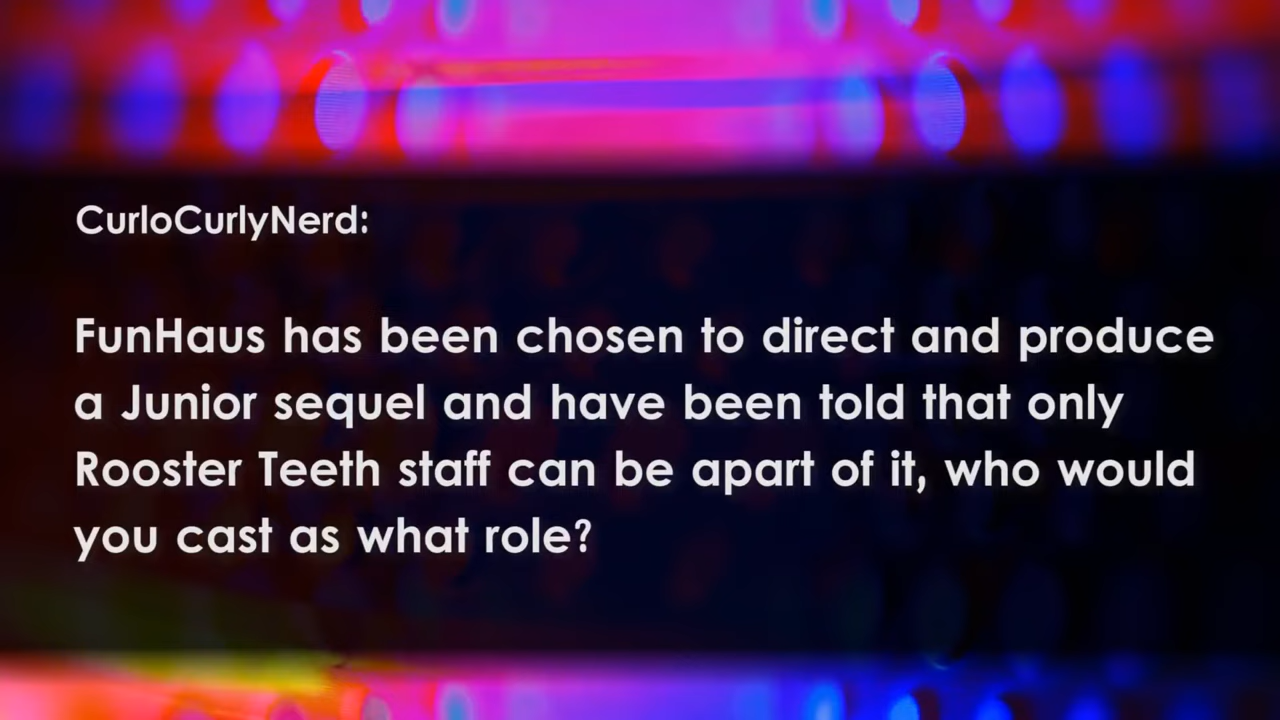 CurloCurlyNerd:
FunHaus has been chosen to direct and produce
a Junior sequel and have been told that only
Rooster Teeth staff can be apart of it, who would
you cast as what role?